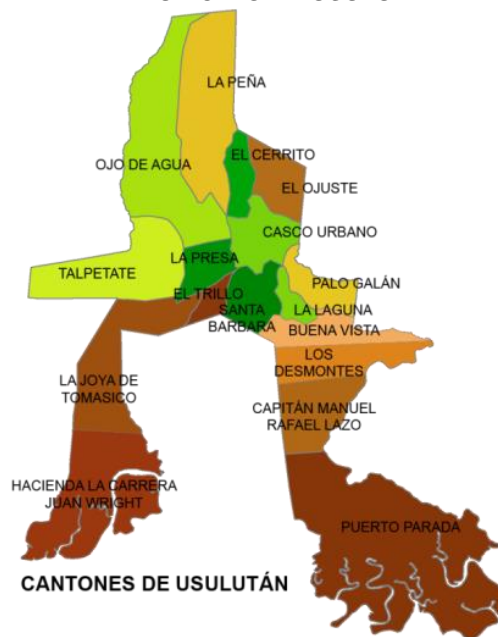 LA PEÑA
EL CERRITO
OJO DE AGUA
EL OJUSTE
CASCO URBANO
LA PRESA
TALPETATE
PALO GALÁN
EL TRILLO
SANTA
BARBARA
LA LAGUNA
BUENA VISTA
LOS
DESMONTES
LA JOYA DE
TOMASICO
CAPITÁN MANUEL
RAFAEL LAZO
HACIENDA LA CARRERA
JUAN WRIGHT
PUERTO PARADA
CANTONES DE USULUTÁN